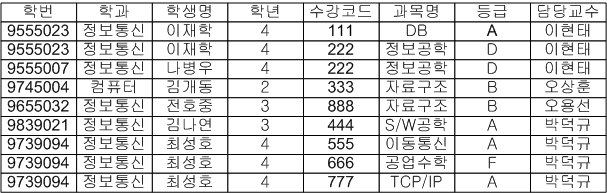 학번 학과 학생명 학년 수강코드 과목명 등급 담당교수
9555023 정보통신 이재학 4 111 DB A 이현태
9555023 정보통신 이재학 4 222 정보공학 D 이현태
9555007 정보통신 나병우 4 222 정보공학 D 이현태
9745004 컴퓨터 김개동 2 333 자료구조 B 오상훈
9655032 정보통신 전호중 3 888 자료구조 B 오용선
9839021 정보통신 김나연 3 444 S/W공학 A 박덕규
9739094 정보통신 최성호 4 555 이동통신 A 박덕규
9739094 정보통신 최성호 4 666 공업수학 F 박덕규
9739094 정보통신 최성호 4 777 TCP/IP A 박덕규